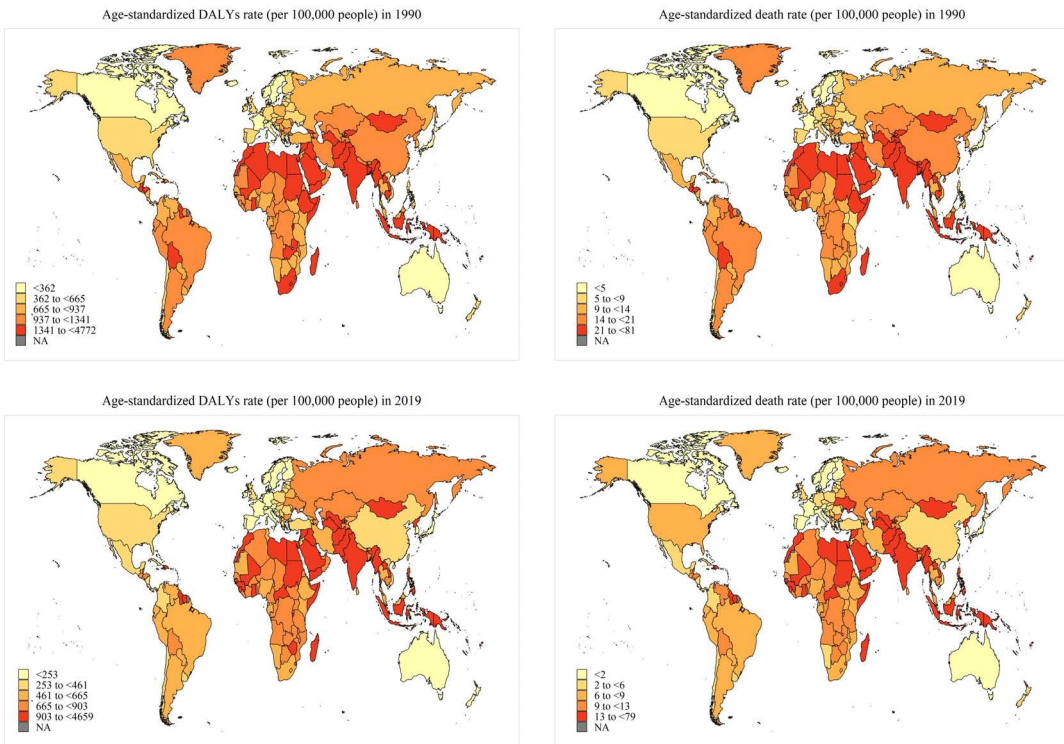 Age-standardized DALYs rate (per 100,000 people) in 1990
<362
362 to <665
665 to <937
937 to <1341
1341 to <4772
NA
Age-standardized death rate (per 100,000 people) in 1990
<5
5 to <9
9 to <14
14 to <21
21 to <81
NA
Age-standardized DALYs rate (per 100,000 people) in 2019
<253
253 to <461
461 to <665
665 to <903
903 to <4659
NA
Age-standardized death rate (per 100,000 people) in 2019
<2
2 to <6
6 to <9
9 to <13
13 to <79
NA